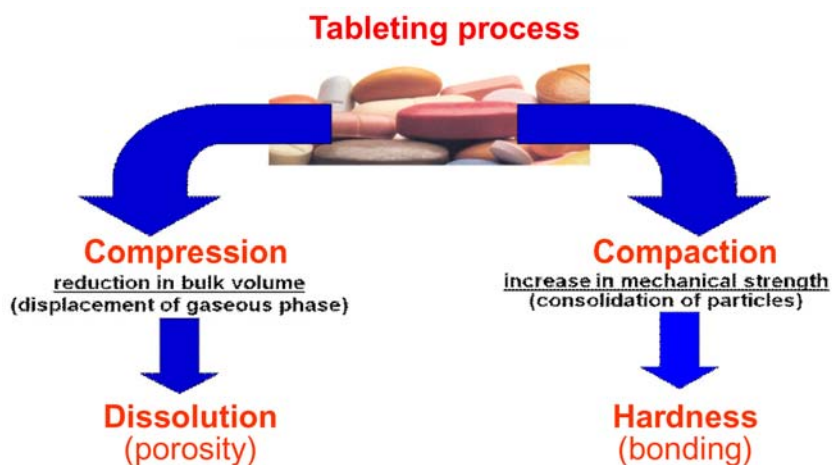 Tableting process
Compression
reduction in bulk volume
(displacement of gaseous phase)
Dissolution
(porosity)
Compaction
increase in mechanical strength
(consolidation of particles)
Hardness
(bonding)